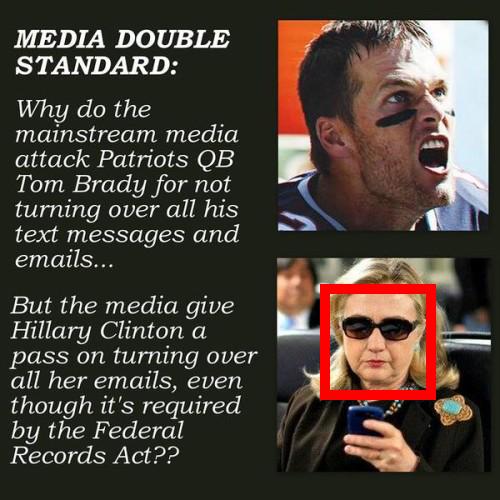 MEDIA DOUBLE
STANDARD:
Why do the
mainstream media
attack Patriots QB
Tom Brady for not
turning over all his
text messages and
emails...
But the media give
Hillary Clinton a
pass on turning over
all her emails, even
though it's required
by the Federal
Records Act??